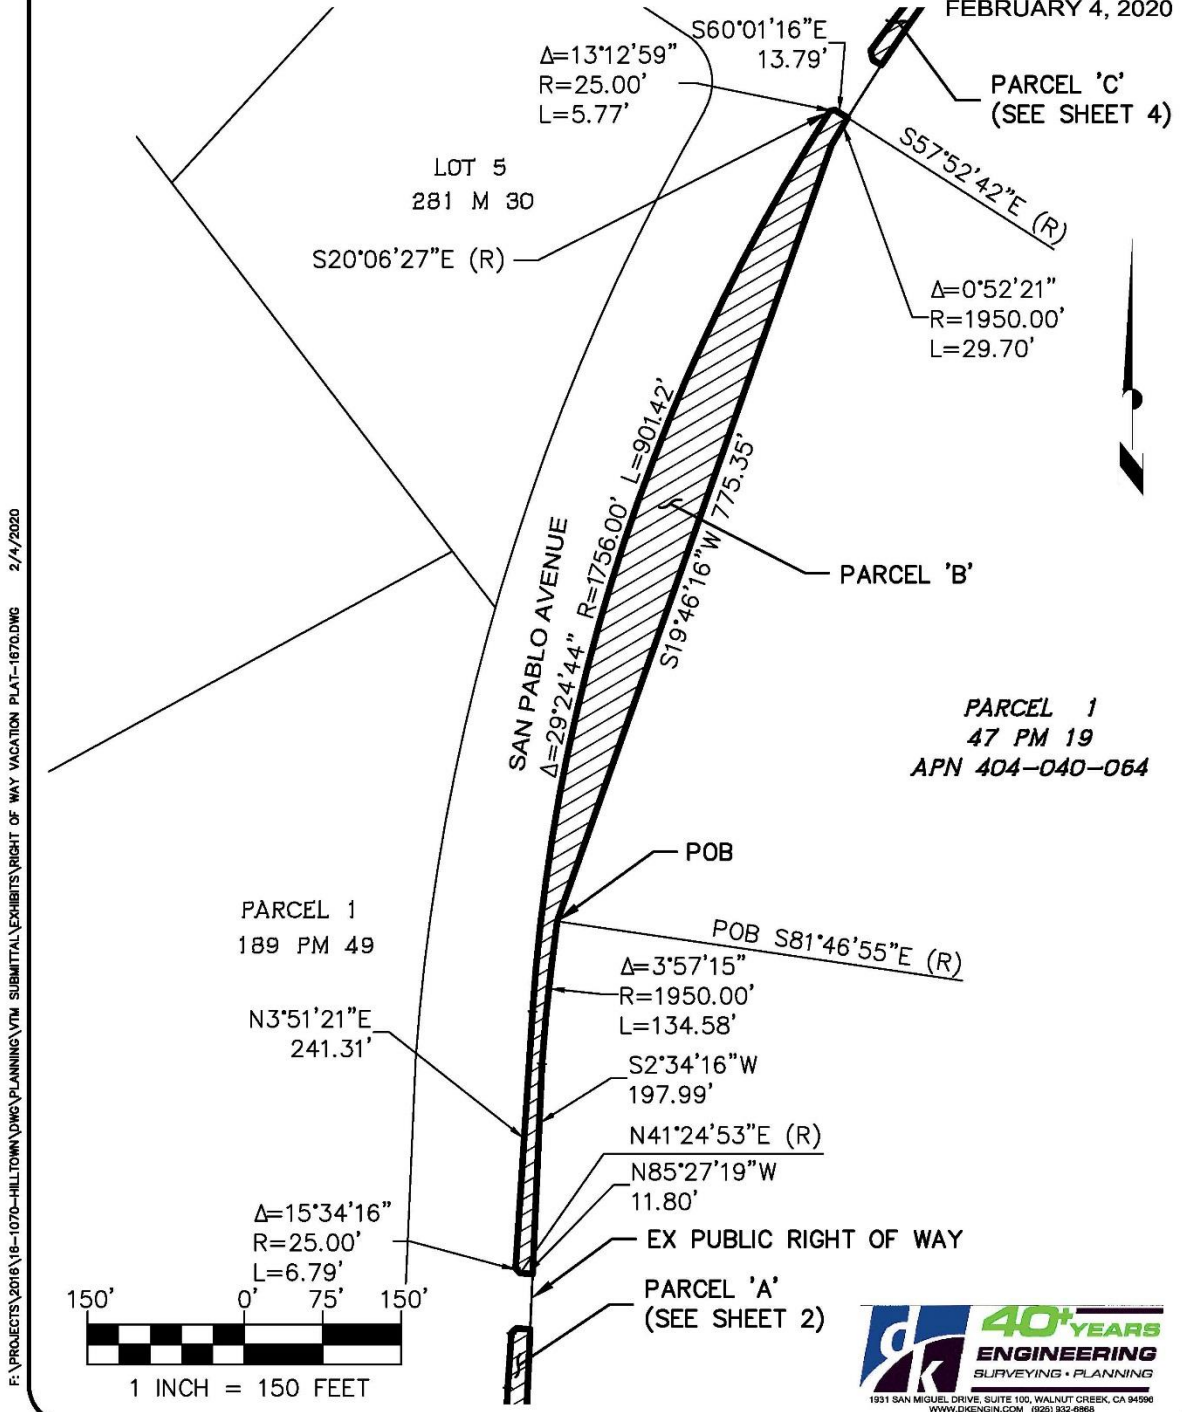 FEBRUARY 4, 2020
S60°01'16"E
13.79'
Δ=13°12'59"
R=25.00'
L=5.77'
PARCEL 'C'
(SEE SHEET 4)
S57°52'42"E (R)
LOT 5
281 M 30
S20°06'27"E (R)
Δ=0°52'21"
R=1950.00'
L=29.70'
SAN PABLO AVENUE
Δ=29°24'44" R=1756.00' L=901.42'
S19°46'16"W 775.35'
PARCEL 'B'
PARCEL 1
47 PM 19
APN 404-040-064
POB
POB S81°46'55"E (R)
PARCEL 1
189 PM 49
Δ=3°57'15"
R=1950.00'
L=134.58'
N3°51'21"E
241.31'
S2°34'16"W
197.99'
N41°24'53"E (R)
N85°27'19"W
11.80'
Δ=15°34'16"
R=25.00'
L=6.79'
EX PUBLIC RIGHT OF WAY
PARCEL 'A'
(SEE SHEET 2)
150' 0' 75' 150'
1 INCH = 150 FEET
dk
40+ YEARS
ENGINEERING
SURVEYING • PLANNING
1931 SAN MIGUEL DRIVE, SUITE 100, WALNUT CREEK, CA 94596
WWW.DKENGIN.COM (925) 932-6868
F:\PROJECTS\2016\16-1070-HILLTOWN\DWG\PLANNING\VTM SUBMITTAL\EXHIBITS\RIGHT OF WAY VACATION PLAT-1670.DWG 2/4/2020